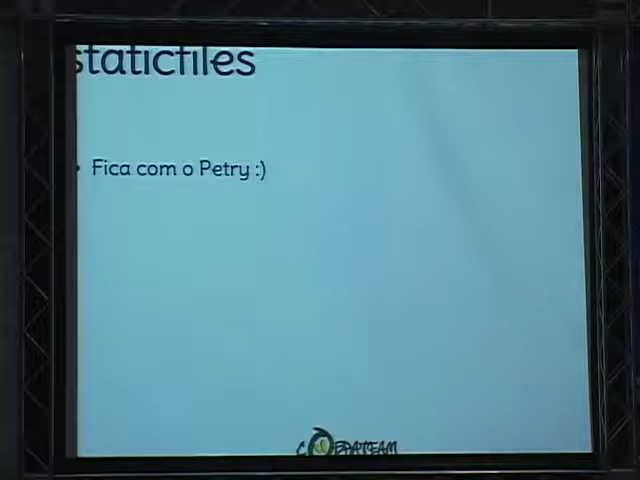 staticfiles
• Fica com o Petry :)